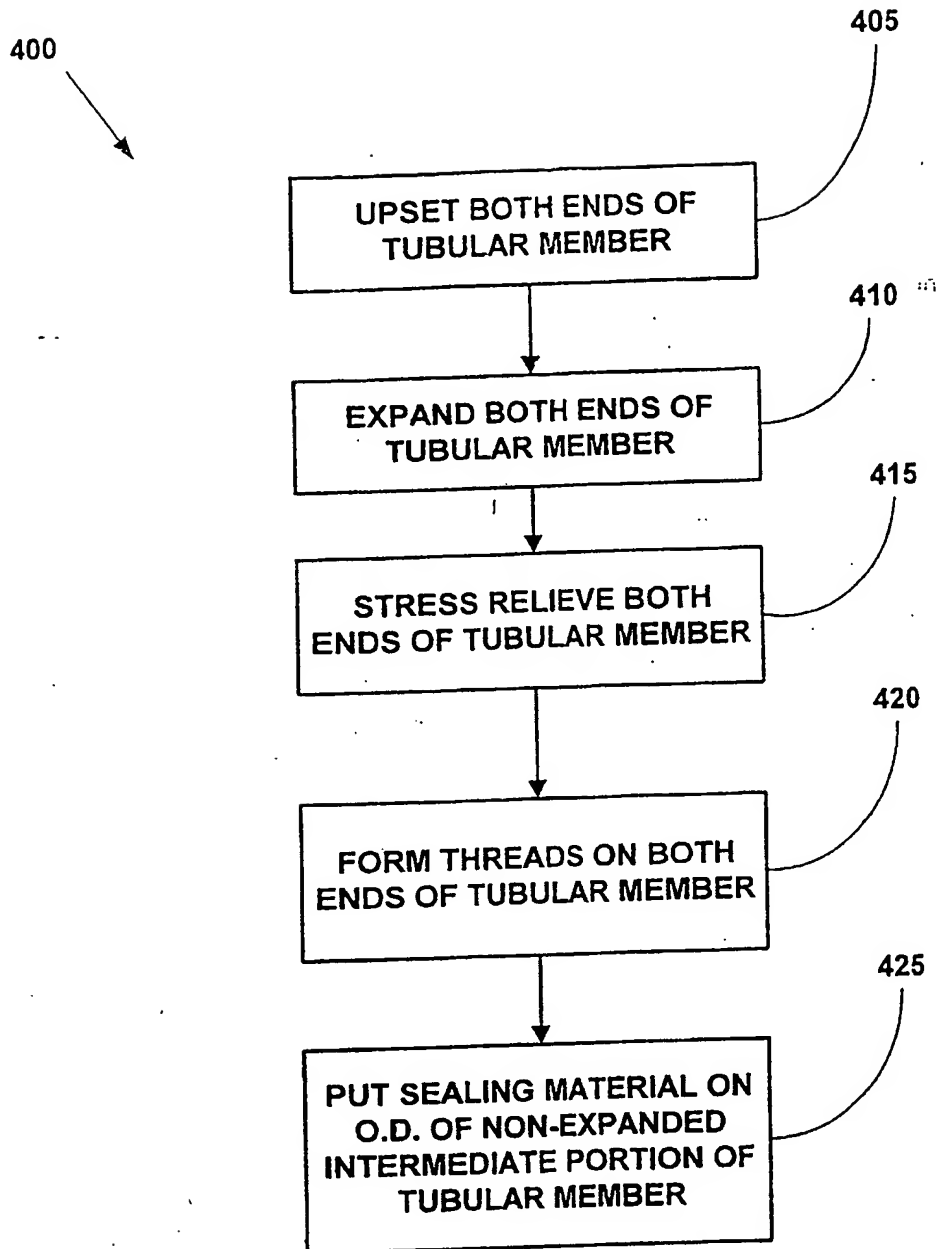 400
405
UPSET BOTH ENDS OF
TUBULAR MEMBER
410
EXPAND BOTH ENDS OF
TUBULAR MEMBER
415
STRESS RELIEVE BOTH
ENDS OF TUBULAR MEMBER
420
FORM THREADS ON BOTH
ENDS OF TUBULAR MEMBER
425
PUT SEALING MATERIAL ON
O.D. OF NON-EXPANDED
INTERMEDIATE PORTION OF
TUBULAR MEMBER